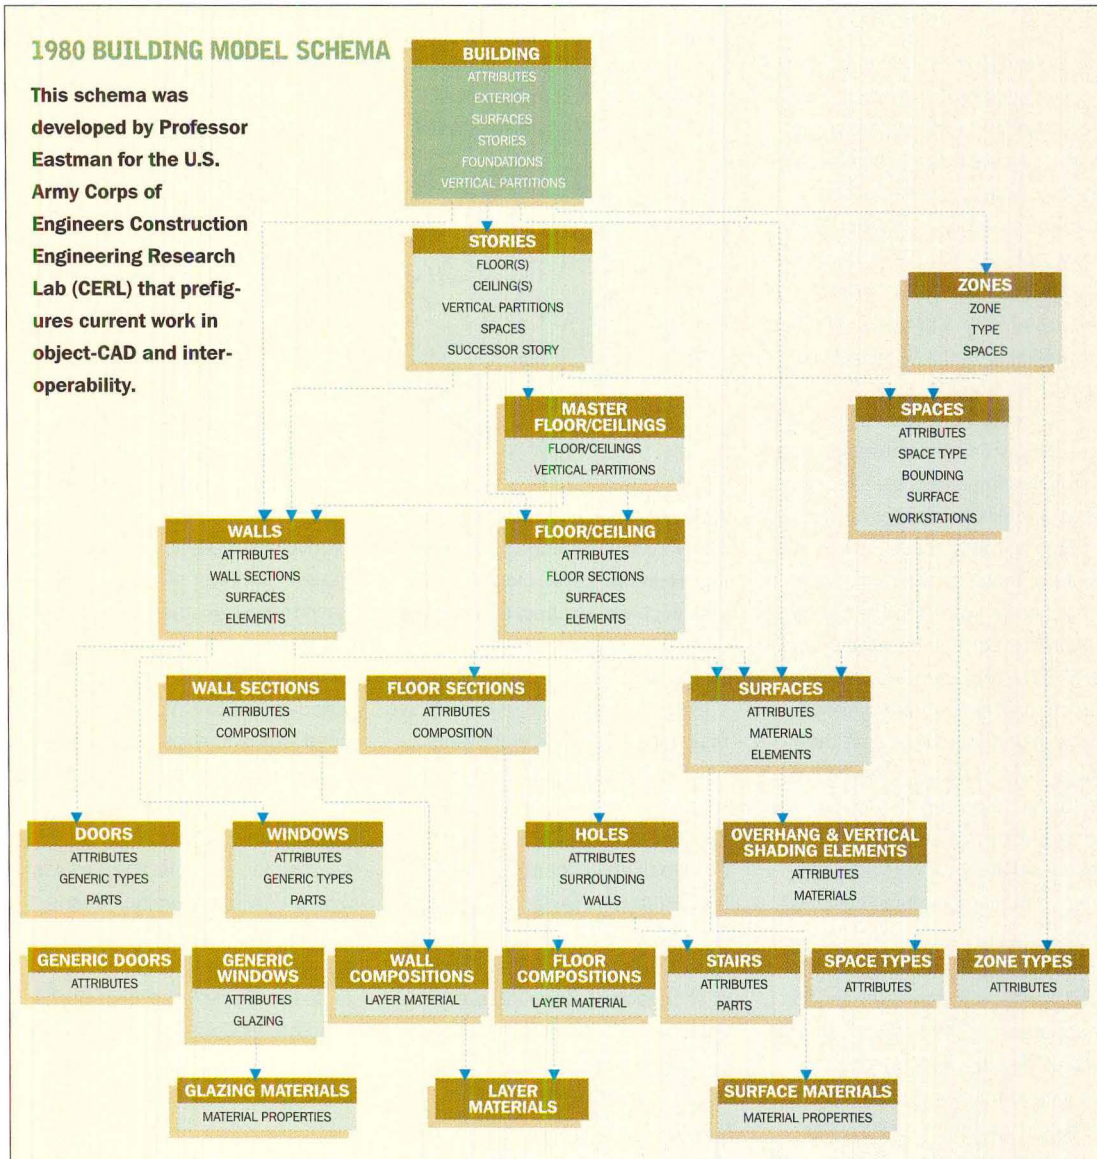 1980 BUILDING MODEL SCHEMA
This schema was
developed by Professor
Eastman for the U.S.
Army Corps of
Engineers Construction
Engineering Research
Lab (CERL) that prefig-
ures current work in
object-CAD and inter-
operability.
BUILDING
ATTRIBUTES
EXTERIOR
SURFACES
STORIES
FOUNDATIONS
VERTICAL PARTITIONS
STORIES
FLOOR(S)
CEILING(S)
VERTICAL PARTITIONS
SPACES
SUCCESSOR STORY
ZONES
ZONE
TYPE
SPACES
MASTER
FLOOR/CEILINGS
FLOOR/CEILINGS
VERTICAL PARTITIONS
SPACES
ATTRIBUTES
SPACE TYPE
BOUNDING
SURFACE
WORKSTATIONS
WALLS
ATTRIBUTES
WALL SECTIONS
SURFACES
ELEMENTS
FLOOR/CEILING
ATTRIBUTES
FLOOR SECTIONS
SURFACES
ELEMENTS
WALL SECTIONS
ATTRIBUTES
COMPOSITION
FLOOR SECTIONS
ATTRIBUTES
COMPOSITION
SURFACES
ATTRIBUTES
MATERIALS
ELEMENTS
DOORS
ATTRIBUTES
GENERIC TYPES
PARTS
WINDOWS
ATTRIBUTES
GENERIC TYPES
PARTS
HOLES
ATTRIBUTES
SURROUNDING
WALLS
OVERHANG & VERTICAL
SHADING ELEMENTS
ATTRIBUTES
MATERIALS
GENERIC DOORS
ATTRIBUTES
GENERIC
WINDOWS
ATTRIBUTES
GLAZING
WALL
COMPOSITIONS
LAYER MATERIAL
FLOOR
COMPOSITIONS
LAYER MATERIAL
STAIRS
ATTRIBUTES
PARTS
SPACE TYPES
ATTRIBUTES
ZONE TYPES
ATTRIBUTES
GLAZING MATERIALS
MATERIAL PROPERTIES
LAYER
MATERIALS
SURFACE MATERIALS
MATERIAL PROPERTIES